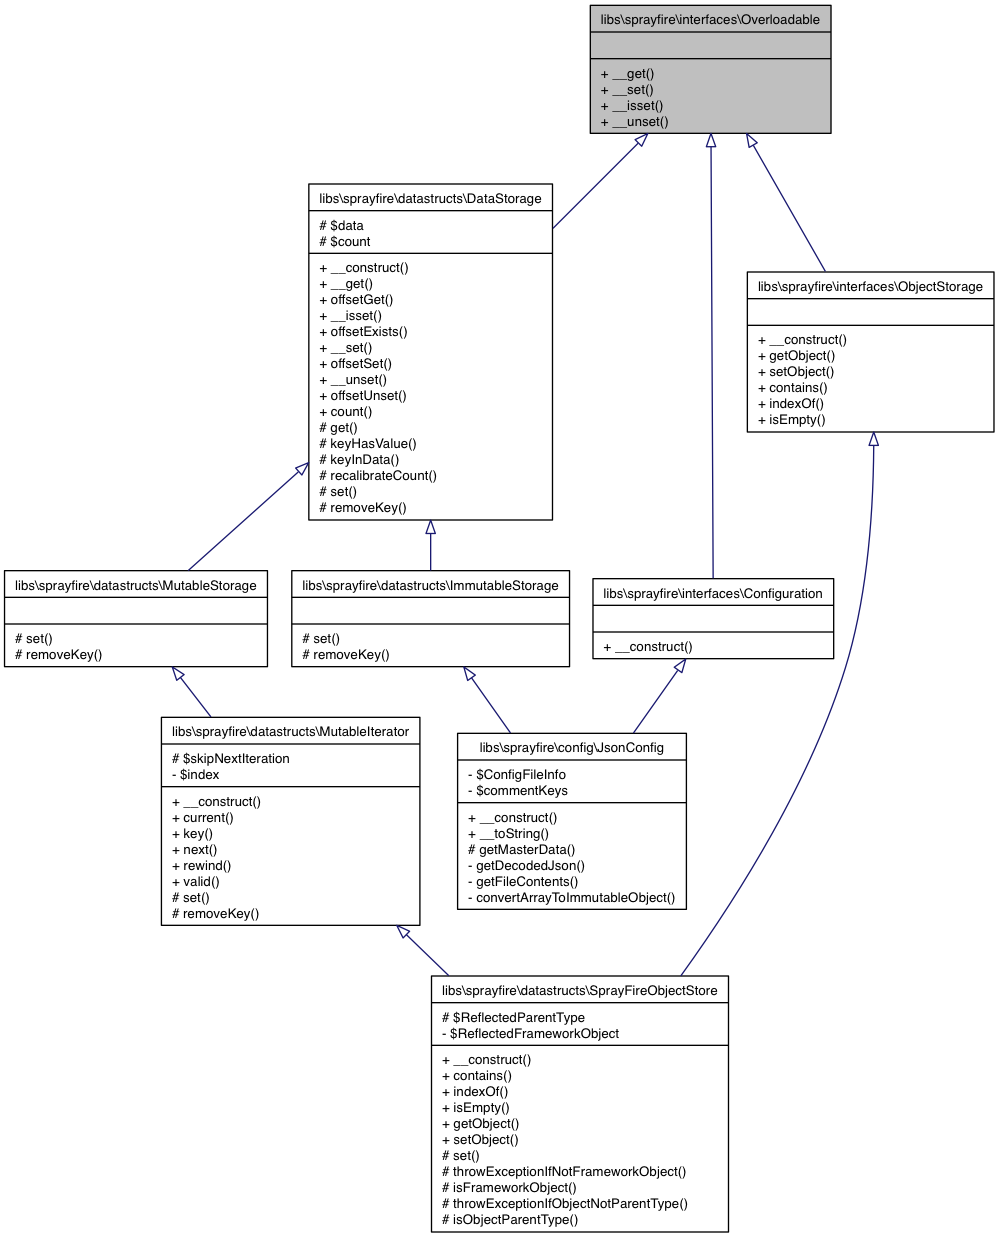 libs\sprayfire\interfaces\Overloadable
+ __get()
+ __set()
+ __isset()
+ __unset()
libs\sprayfire\datastructs\DataStorage
# $data
# $count
+ __construct()
+ __get()
+ offsetGet()
+ __isset()
+ offsetExists()
+ __set()
+ offsetSet()
+ __unset()
+ offsetUnset()
+ count()
# get()
# keyHasValue()
# keyInData()
# recalibrateCount()
# set()
# removeKey()
libs\sprayfire\interfaces\ObjectStorage
+ __construct()
+ getObject()
+ setObject()
+ contains()
+ indexOf()
+ isEmpty()
libs\sprayfire\datastructs\MutableStorage
# set()
# removeKey()
libs\sprayfire\datastructs\ImmutableStorage
# set()
# removeKey()
libs\sprayfire\interfaces\Configuration
+ __construct()
libs\sprayfire\datastructs\MutableIterator
# $skipNextIteration
- $index
+ __construct()
+ current()
+ key()
+ next()
+ rewind()
+ valid()
# set()
# removeKey()
libs\sprayfire\config\JsonConfig
- $ConfigFileInfo
- $commentKeys
+ __construct()
+ __toString()
# getMasterData()
- getDecodedJson()
- getFileContents()
- convertArrayToImmutableObject()
libs\sprayfire\datastructs\SprayFireObjectStore
# $ReflectedParentType
- $ReflectedFrameworkObject
+ __construct()
+ contains()
+ indexOf()
+ isEmpty()
+ getObject()
+ setObject()
# set()
# throwExceptionIfNotFrameworkObject()
# isFrameworkObject()
# throwExceptionIfObjectNotParentType()
# isObjectParentType()